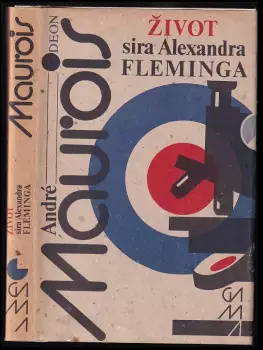 Maurois
ŽIVOT
sira Alexandra
FLEMINGA
ODEON
André
Maurois
ŽIVOT
sira Alexandra
FLEMINGA